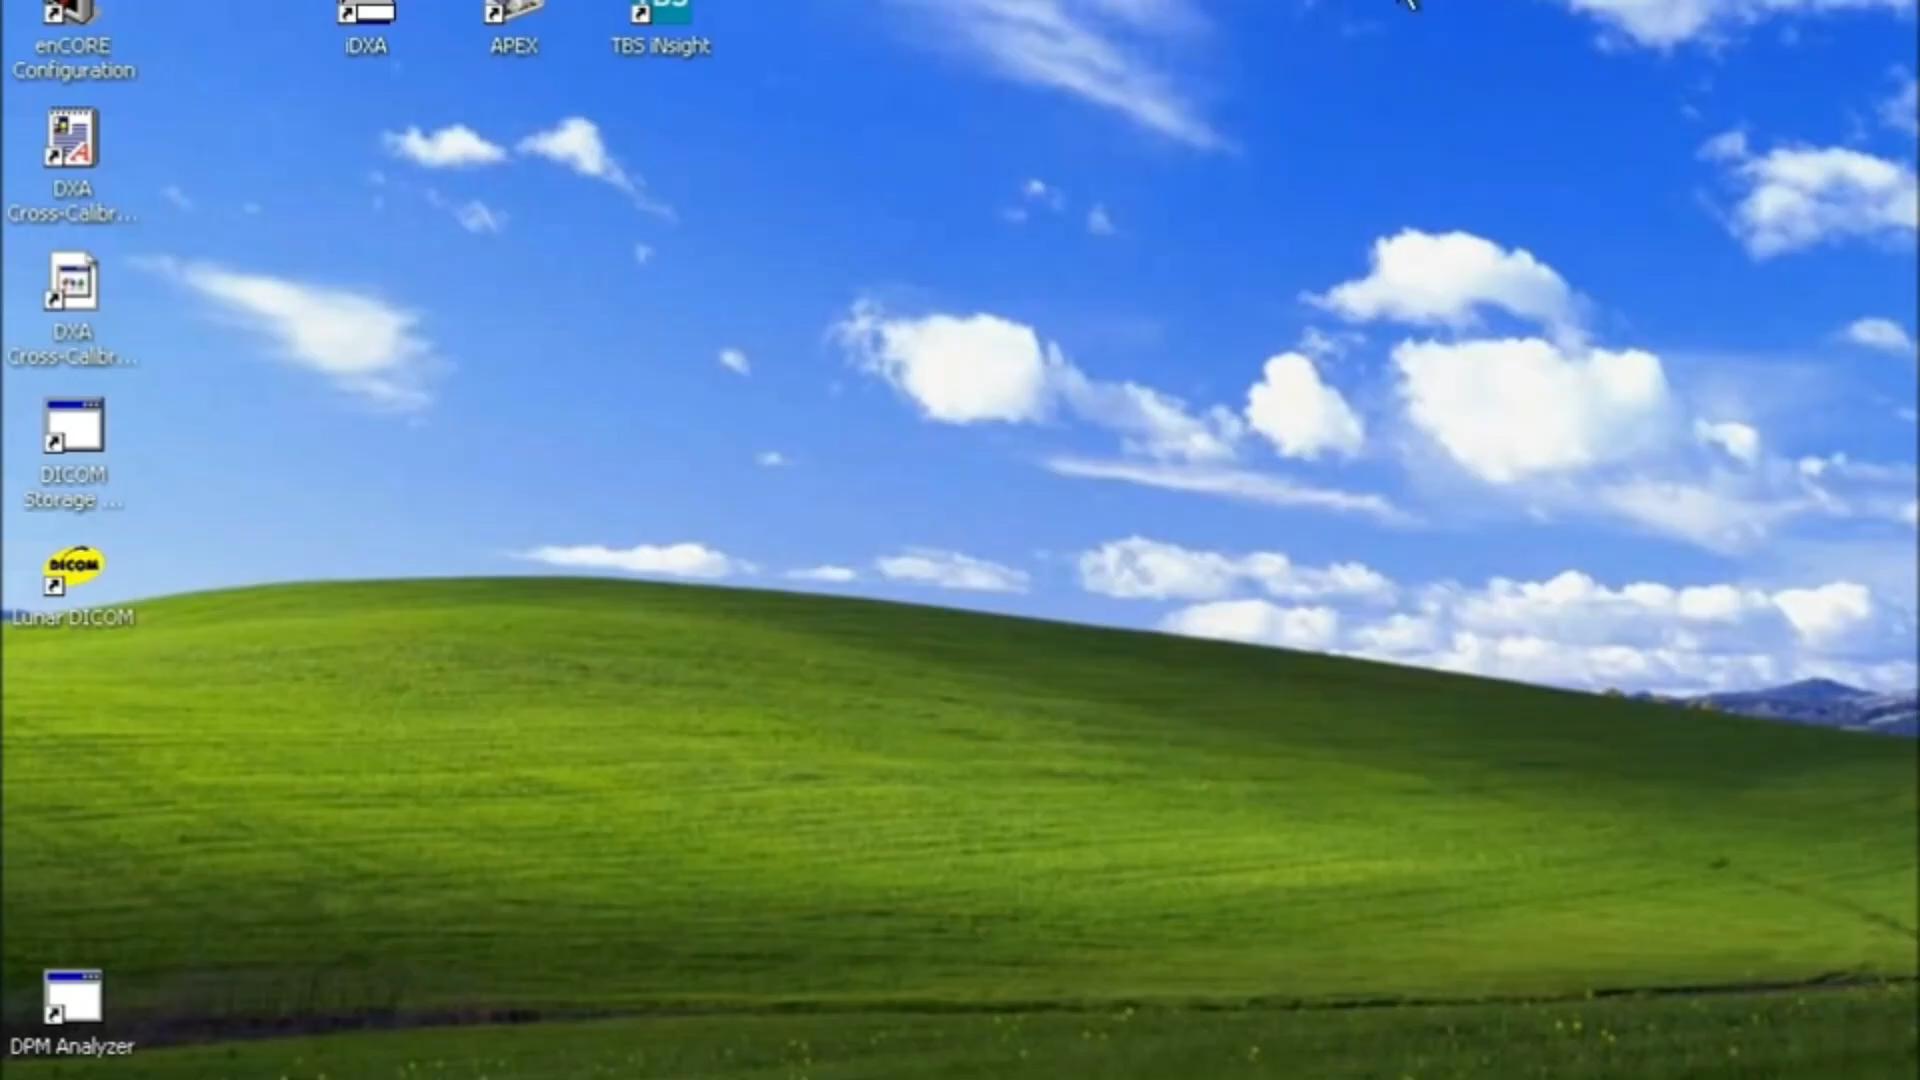 enCORE
Configuration
iDXA
APEX
TBS
TBS iNsight
DXA
Cross-Calibr...
DXA
Cross-Calibr...
DICOM
Storage ...
DICOM
Lunar DICOM
DPM Analyzer